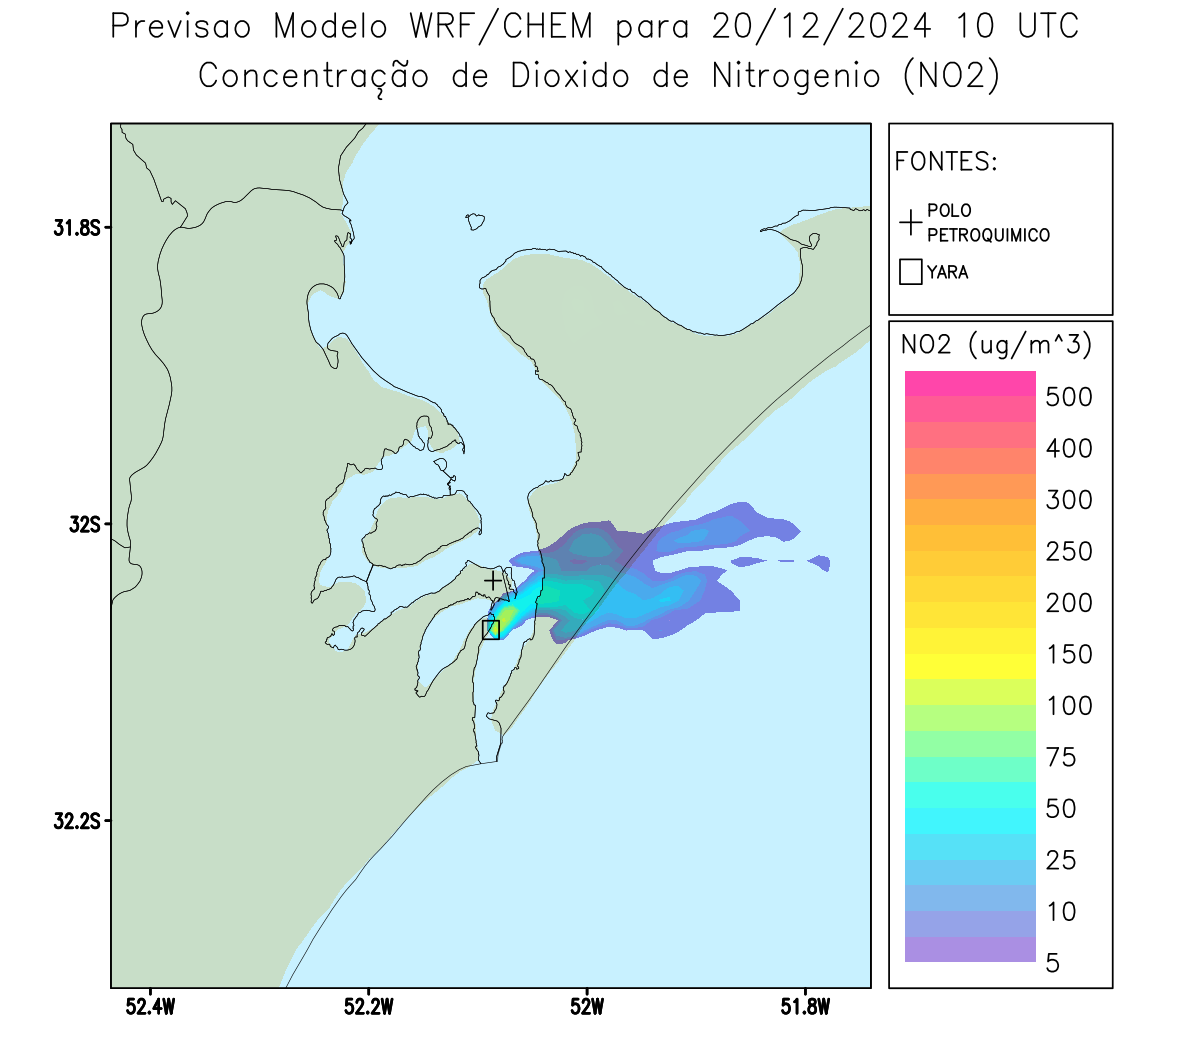 Previsao Modelo WRF/CHEM para 20/12/2024 10 UTC
Concentração de Dioxido de Nitrogenio (NO2)
FONTES:
POLO
PETROQUIMICO
YARA
31.8S
32S
32.2S
52.4W
52.2W
52W
51.8W
NO2 (ug/m^3)
500
400
300
250
200
150
100
75
50
25
10
5